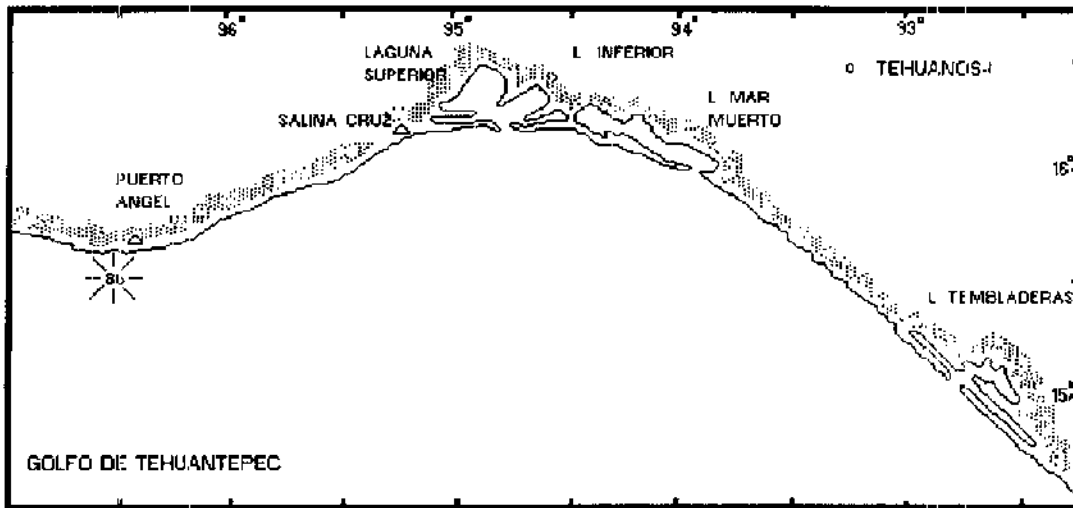 96°
95°
94°
93°
LAGUNA
SUPERIOR
L INFERIOR
TEHUANOS-I
L MAR
MUERTO
SALINA CRUZ
16°
PUERTO
ANGEL
L TEMBLADERAS
15°
GOLFO DE TEHUANTEPEC